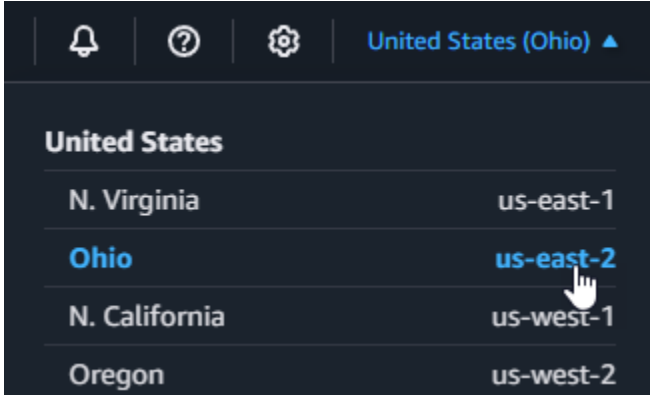 United States (Ohio) ▲
United States
N. Virginia us-east-1
Ohio us-east-2
N. California us-west-1
Oregon us-west-2